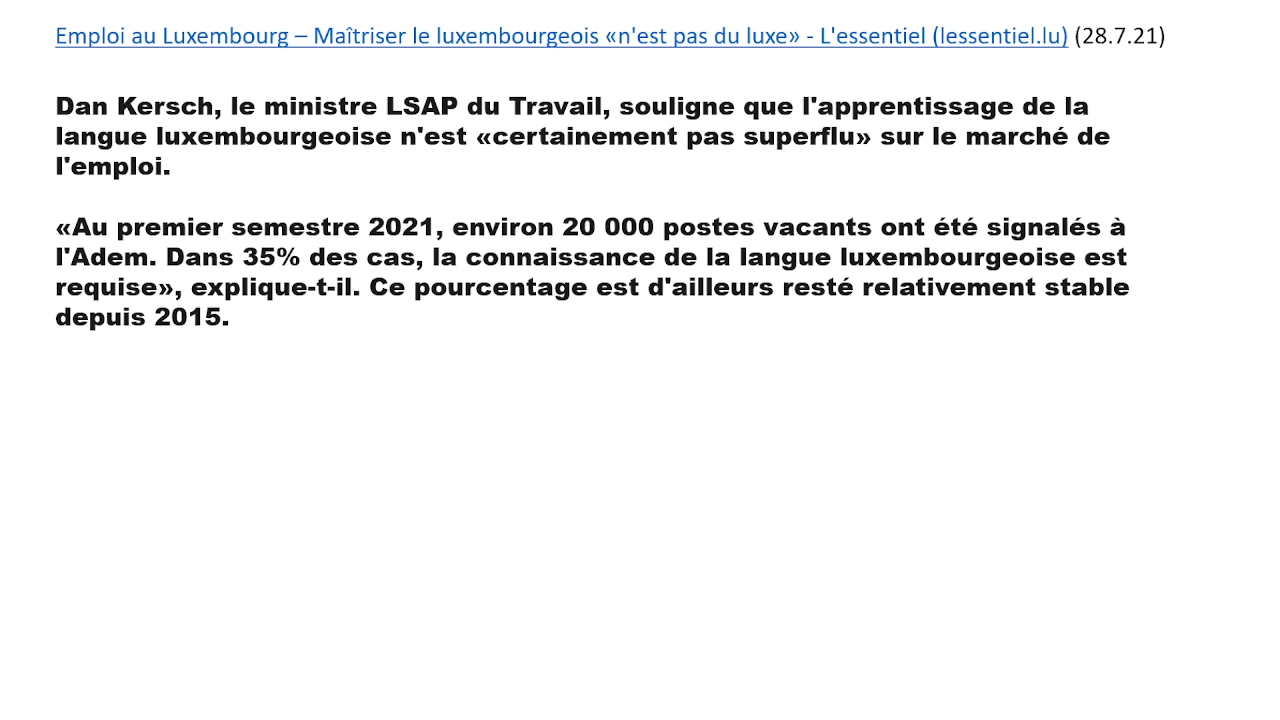 Emploi au Luxembourg – Maîtriser le luxembourgeois «n'est pas du luxe» - L'essentiel (lessentiel.lu) (28.7.21)
Dan Kersch, le ministre LSAP du Travail, souligne que l'apprentissage de la
langue luxembourgeoise n'est «certainement pas superflu» sur le marché de
l'emploi.
«Au premier semestre 2021, environ 20 000 postes vacants ont été signalés à
l'Adem. Dans 35% des cas, la connaissance de la langue luxembourgeoise est
requise», explique-t-il. Ce pourcentage est d'ailleurs resté relativement stable
depuis 2015.